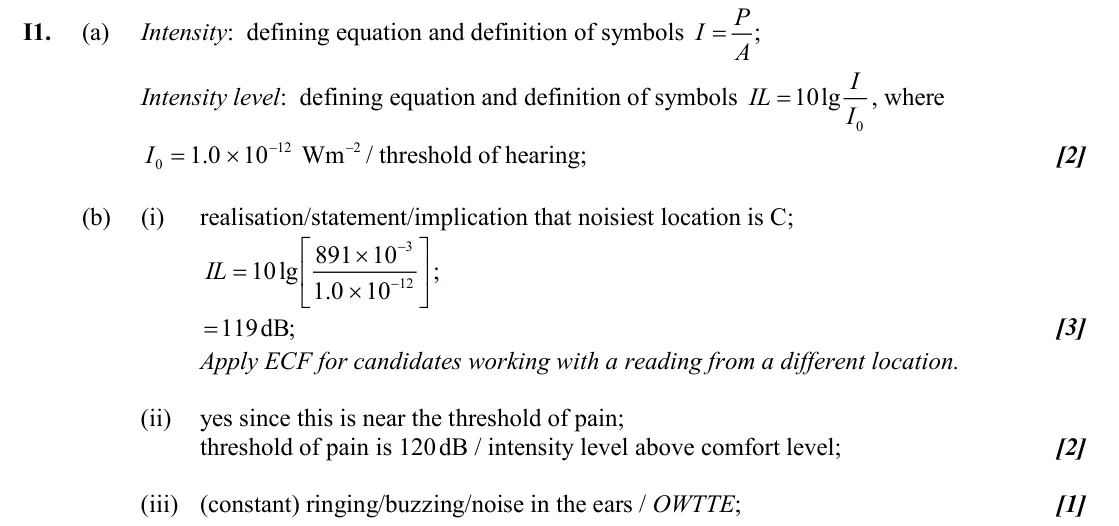 I1. (a) Intensity: defining equation and definition of symbols I = P/A;
Intensity level: defining equation and definition of symbols IL = 10 lg I/I₀, where
I₀ = 1.0 × 10⁻¹² Wm⁻² / threshold of hearing; [2]
(b) (i) realisation/statement/implication that noisiest location is C;
IL = 10 lg[891 × 10⁻³ / 1.0 × 10⁻¹²];
= 119 dB; [3]
Apply ECF for candidates working with a reading from a different location.
(ii) yes since this is near the threshold of pain;
threshold of pain is 120 dB / intensity level above comfort level; [2]
(iii) (constant) ringing/buzzing/noise in the ears / OWTTE; [1]